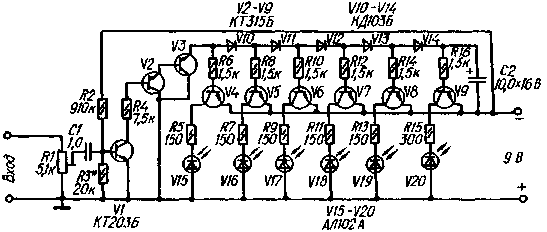 V2-V9
КТ315Б
V10-V14
КД103Б
V10
V11
V12
V13
V14
V3
V2
R6
1,5к
R8
1,5к
R10
1,5к
R12
1,5к
R14
1,5к
R16
1,5к
C2
10,0×16 В
R2
910к
R4
7,5к
V4
V5
V6
V7
V8
V9
C1
1,0
R5
150
R7
150
R9
150
R11
150
R13
150
R15
300
Вход
R1
5,1к
R3*
20к
V15
V16
V17
V18
V19
V20
9 В
V1
КТ203Б
V15-V20
АЛ102А